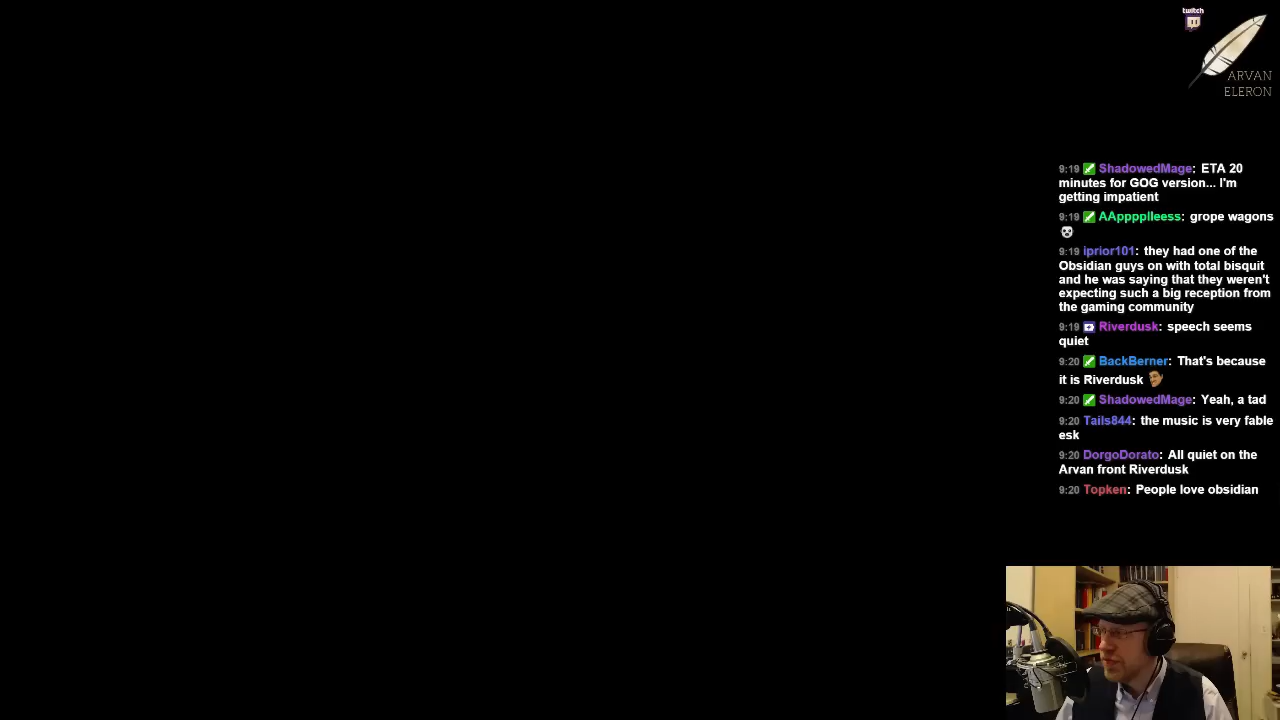 twitch
ARVAN
ELERON
9:19 ShadowedMage: ETA 20
minutes for GOG version... I'm
getting impatient
9:19 AApppplleess: grope wagons
9:19 iprior101: they had one of the
Obsidian guys on with total bisquit
and he was saying that they weren't
expecting such a big reception from
the gaming community
9:19 Riverdusk: speech seems
quiet
9:20 BackBerner: That's because
it is Riverdusk
9:20 ShadowedMage: Yeah, a tad
9:20 Tails844: the music is very fable
esk
9:20 DorgoDorato: All quiet on the
Arvan front Riverdusk
9:20 Topken: People love obsidian